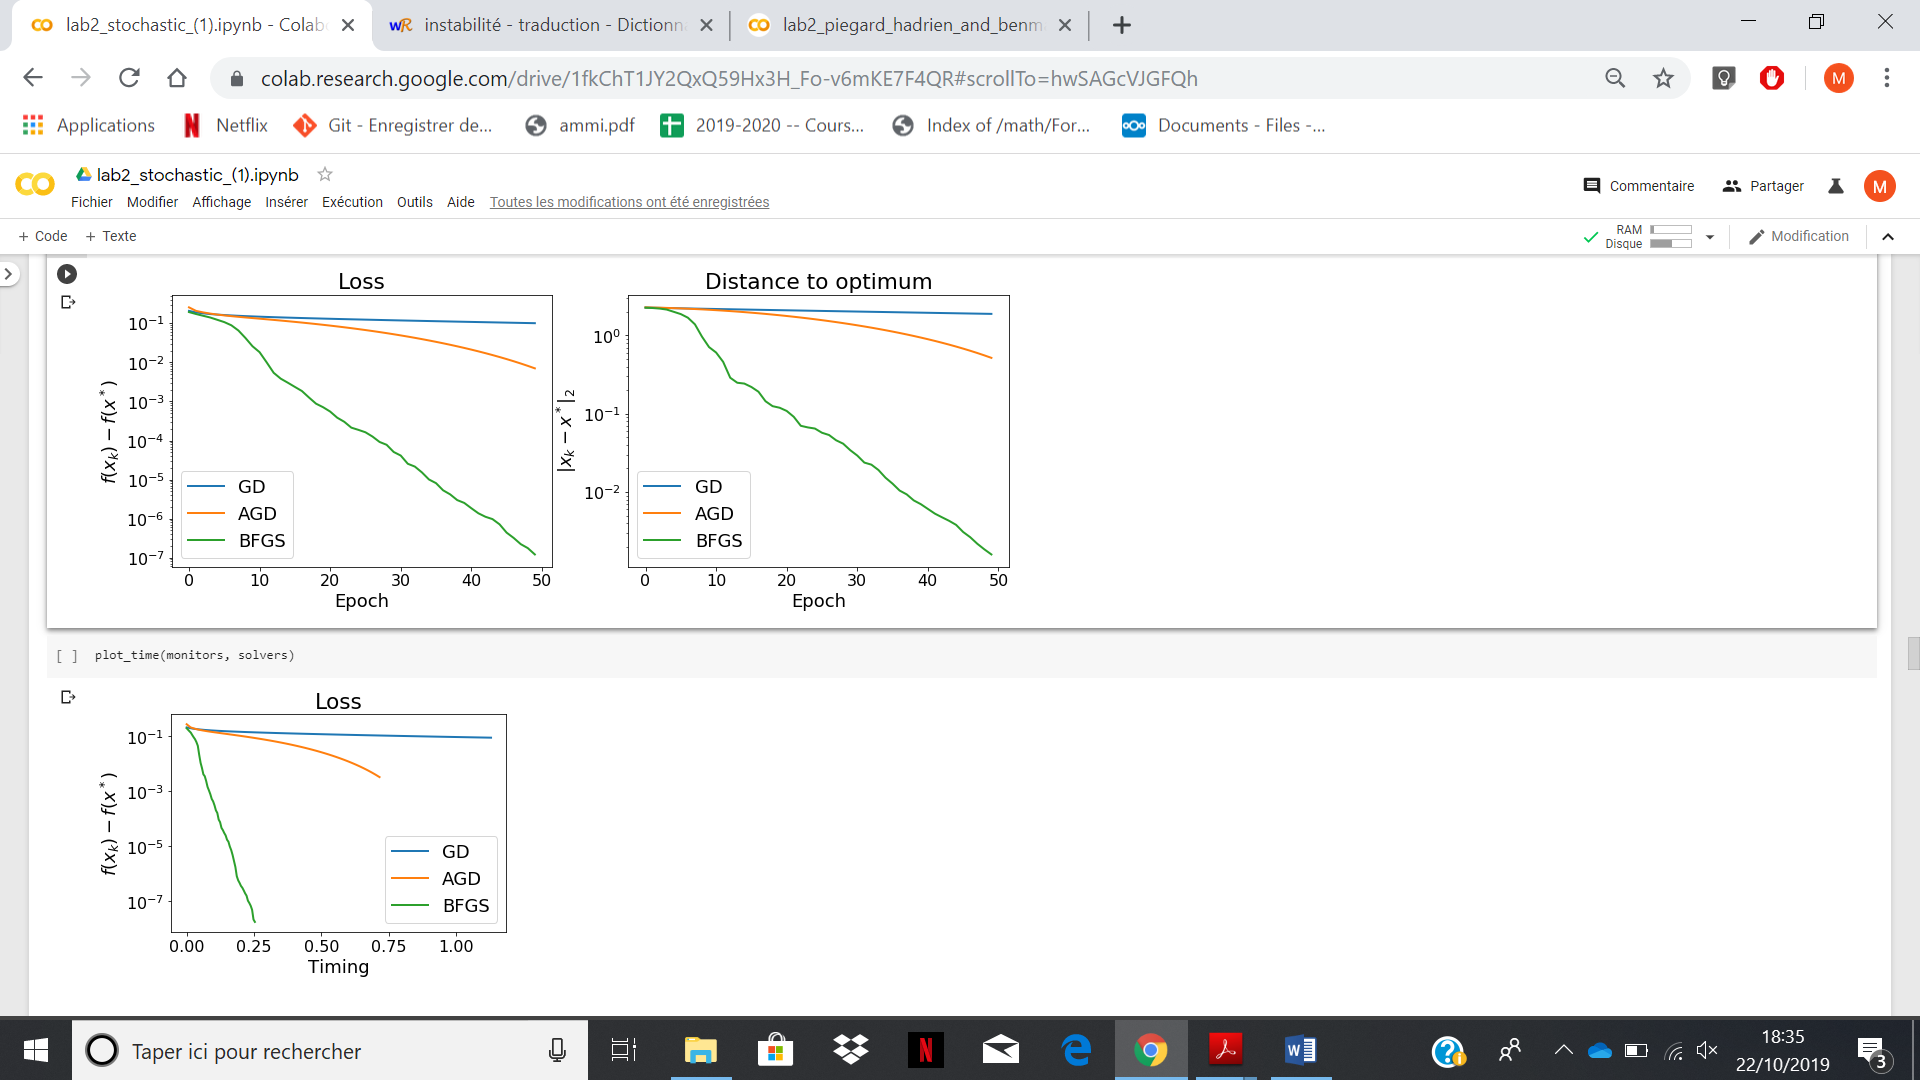 lab2_stochastic_(1).ipynb - Colab
wR instabilité - traduction - Dictionn
lab2_piegard_hadrien_and_benm
colab.research.google.com/drive/1fkChT1JY2QxQ59Hx3H_Fo-v6mKE7F4QR#scrollTo=hwSAGcVJGFQh
M
Applications
N Netflix
Git - Enregistrer de...
ammi.pdf
2019-2020 -- Cours...
Index of /math/For...
Documents - Files -...
lab2_stochastic_(1).ipynb
Commentaire
Partager
M
Fichier Modifier Affichage Insérer Exécution Outils Aide Toutes les modifications ont été enregistrées
+ Code + Texte
RAM
Disque
Modification
Loss
10⁻¹
10⁻²
10⁻³
10⁻⁴
10⁻⁵
10⁻⁶
10⁻⁷
f(xₖ) − f(x*)
GD
AGD
BFGS
0 10 20 30 40 50
Epoch
Distance to optimum
10⁰
10⁻¹
10⁻²
|xₖ − x*|₂
GD
AGD
BFGS
0 10 20 30 40 50
Epoch
[ ] plot_time(monitors, solvers)
Loss
10⁻¹
10⁻³
10⁻⁵
10⁻⁷
f(xₖ) − f(x*)
GD
AGD
BFGS
0.00 0.25 0.50 0.75 1.00
Timing
Taper ici pour rechercher
N
W
18:35
22/10/2019
3